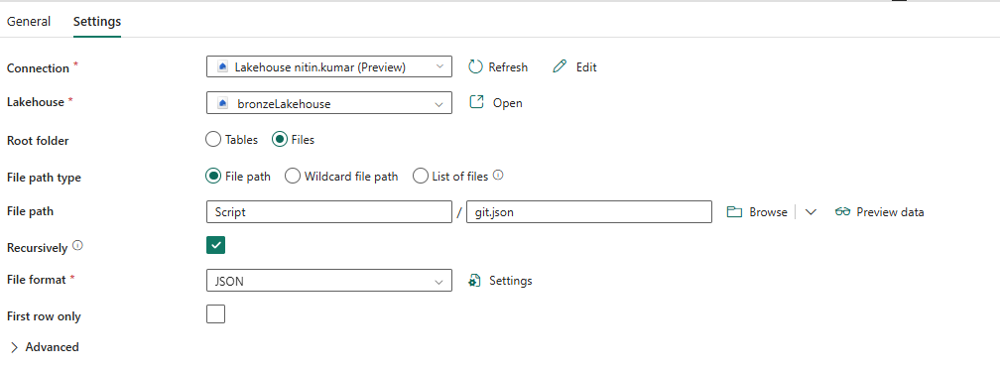 General Settings
Connection * Lakehouse nitin.kumar (Preview) Refresh Edit
Lakehouse * bronzeLakehouse Open
Root folder Tables Files
File path type File path Wildcard file path List of files
File path Script / git.json Browse Preview data
Recursively
File format * JSON Settings
First row only
Advanced